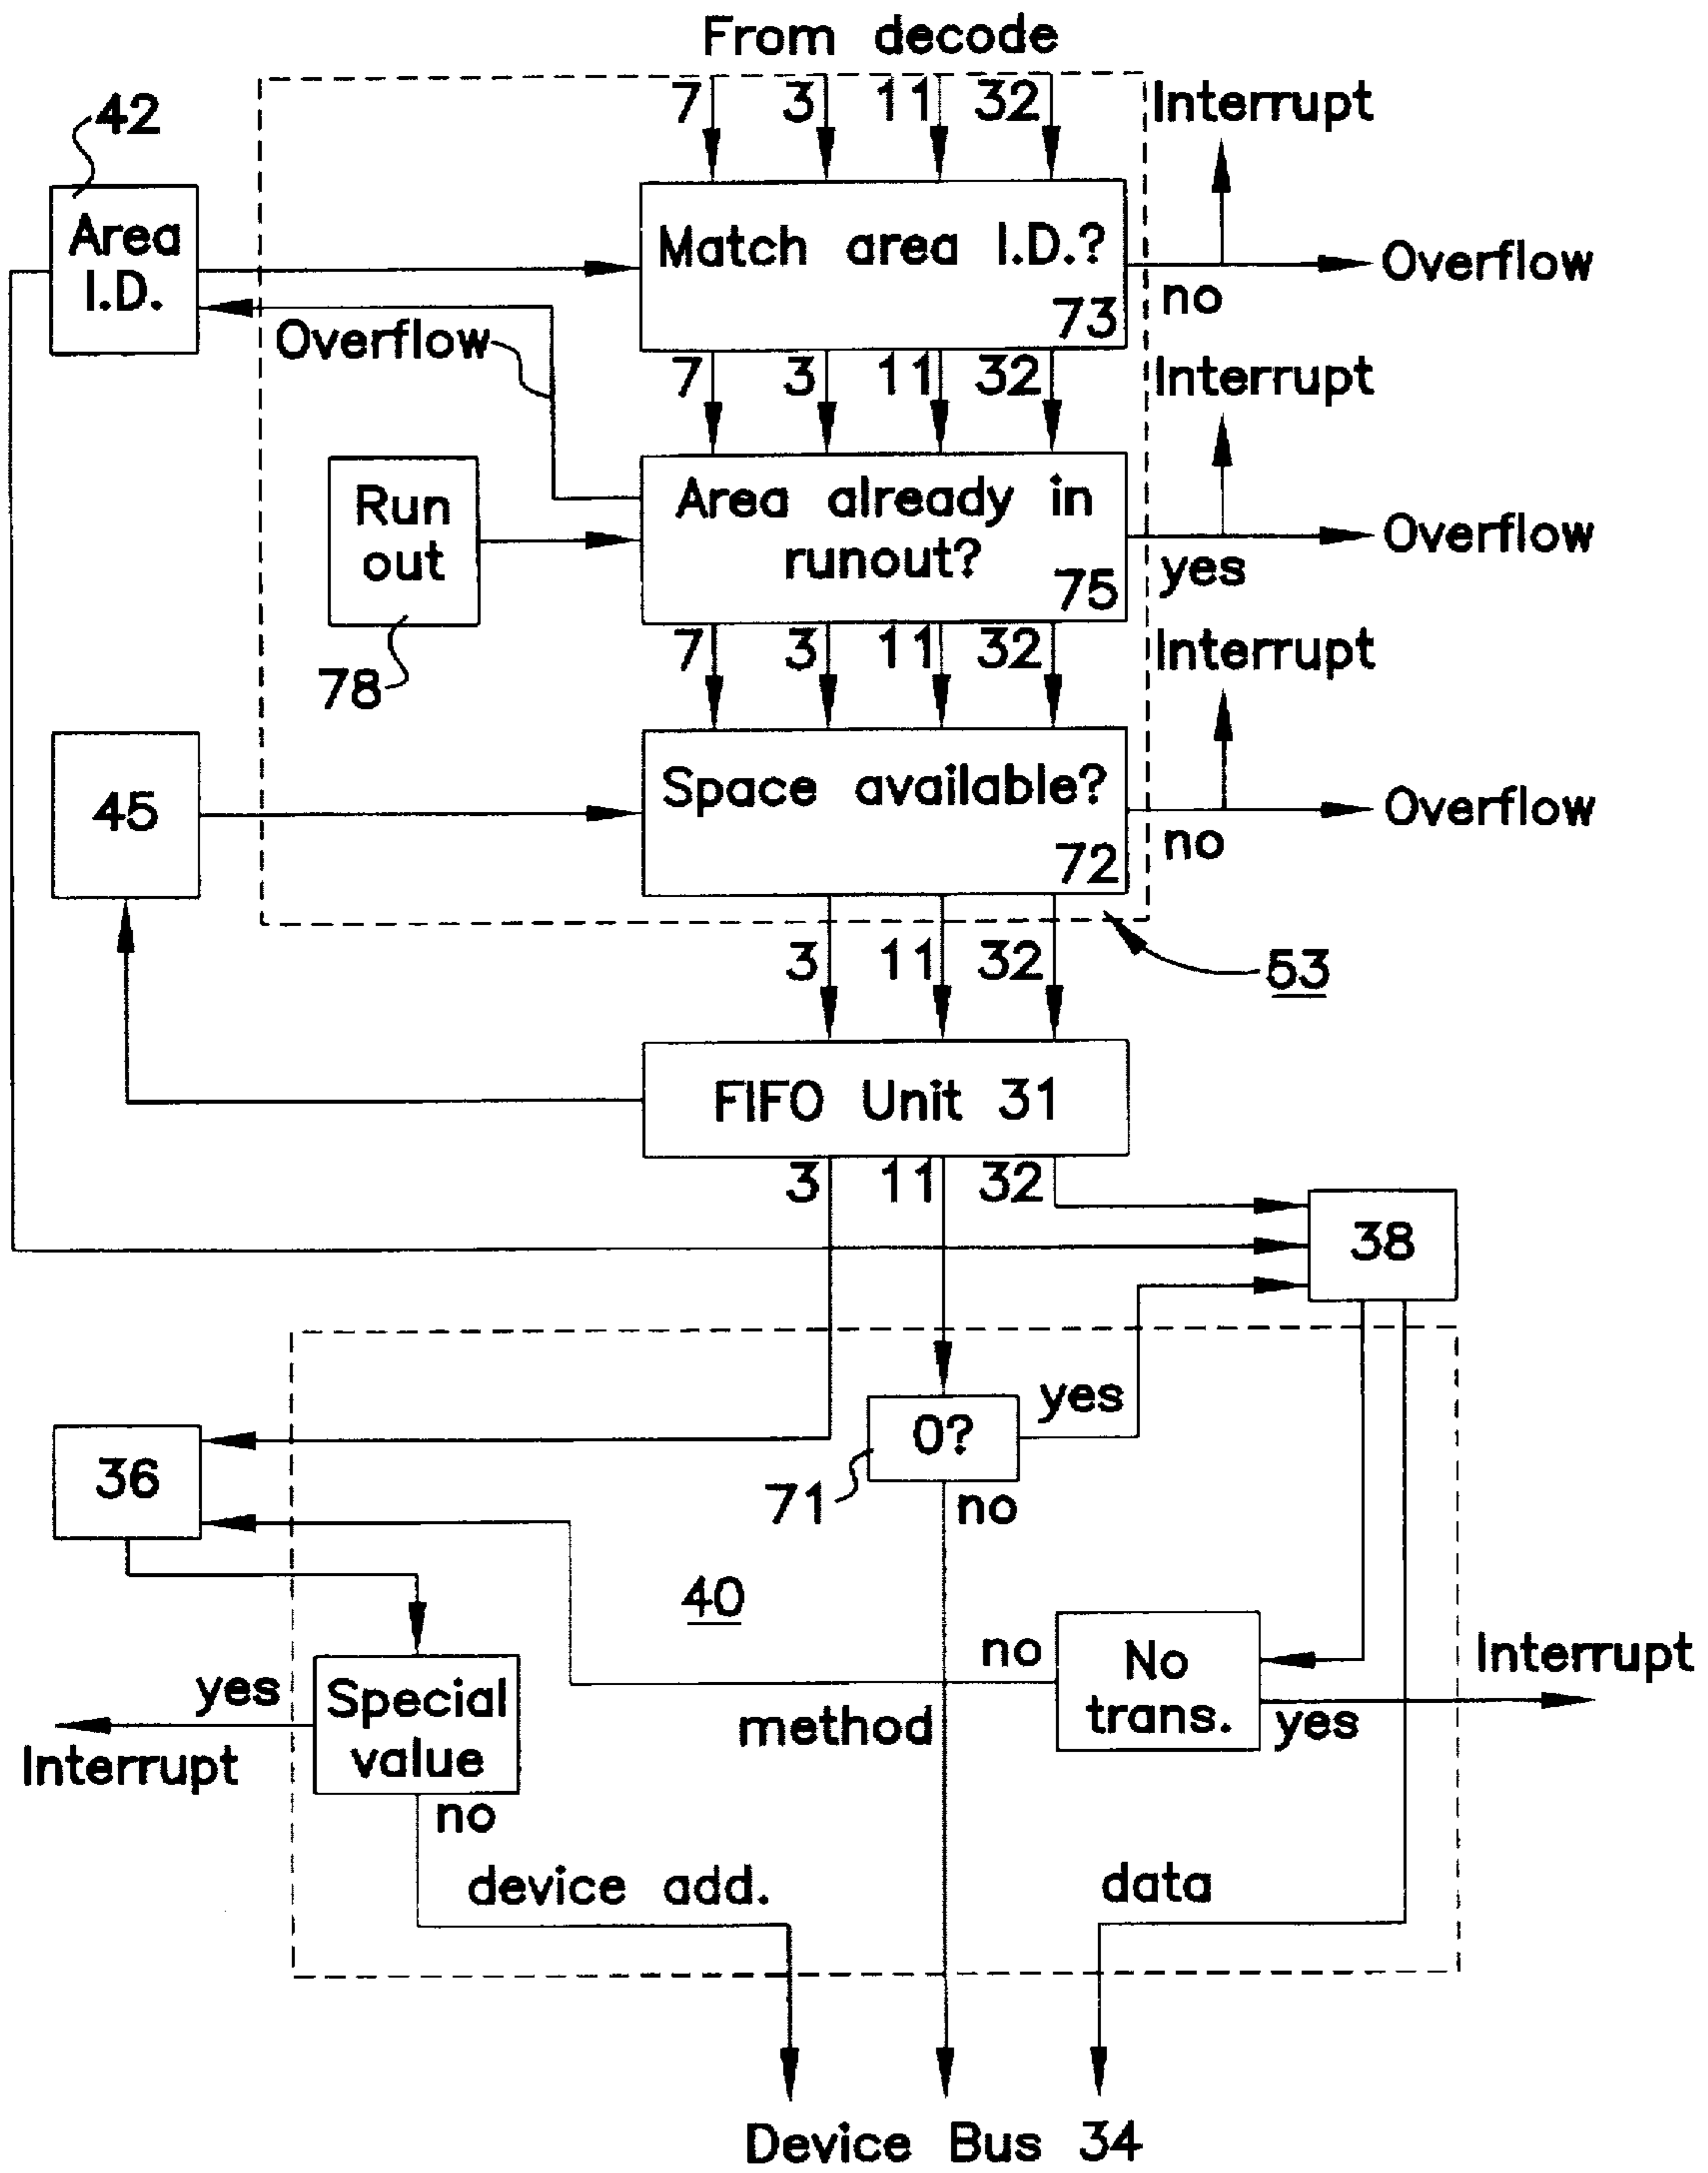 From decode
7 3 11 32
Interrupt
42
Area
I.D.
Match area I.D.?
73
Overflow
no
Overflow
7 3 11 32
Interrupt
Run
out
78
Area already in
runout?
75
Overflow
yes
7 3 11 32
Interrupt
45
Space available?
72
Overflow
no
3 11 32
53
FIFO Unit 31
3 11 32
38
0?
yes
71
no
36
40
no
No
trans.
Interrupt
yes
yes
Special
value
Interrupt
no
method
device add.
data
Device Bus 34